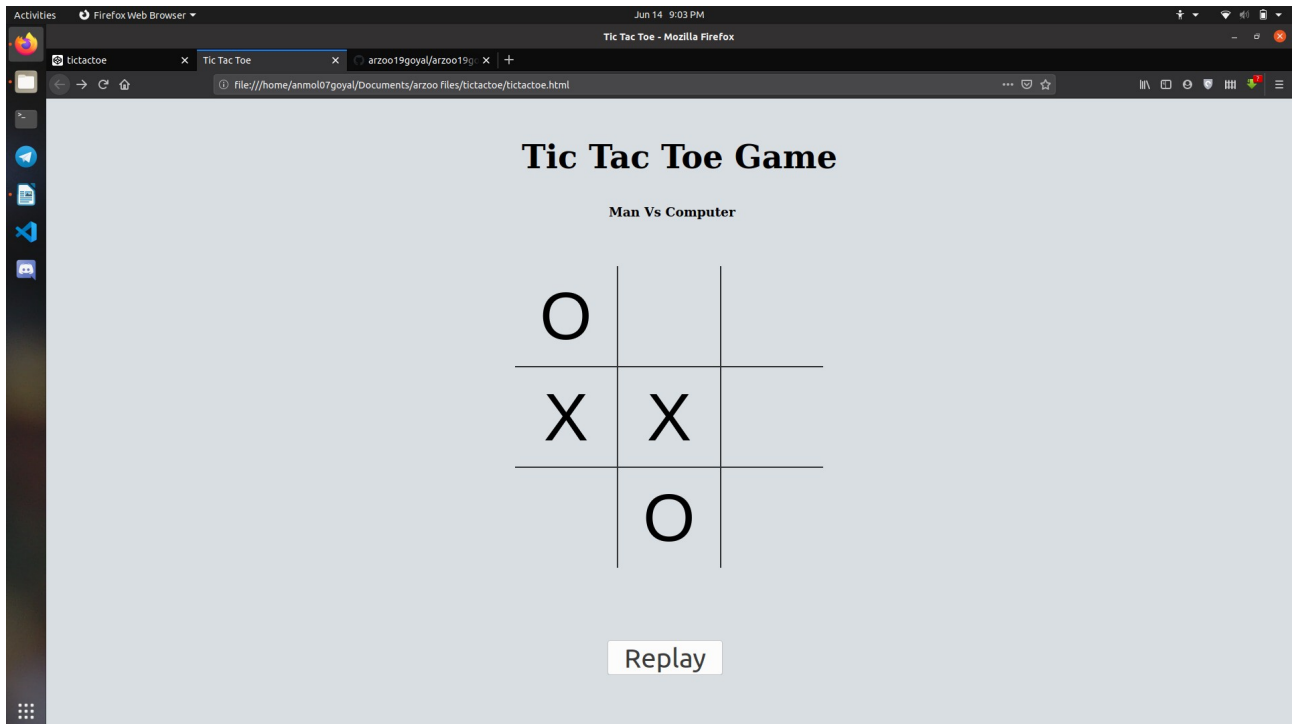 Activities Firefox Web Browser Jun 14 9:03 PM
Tic Tac Toe - Mozilla Firefox
tictactoe Tic Tac Toe arzoo19goyal/arzoo19g
file:///home/anmol07goyal/Documents/arzoo files/tictactoe/tictactoe.html
Tic Tac Toe Game
Man Vs Computer
O
X X
O
Replay